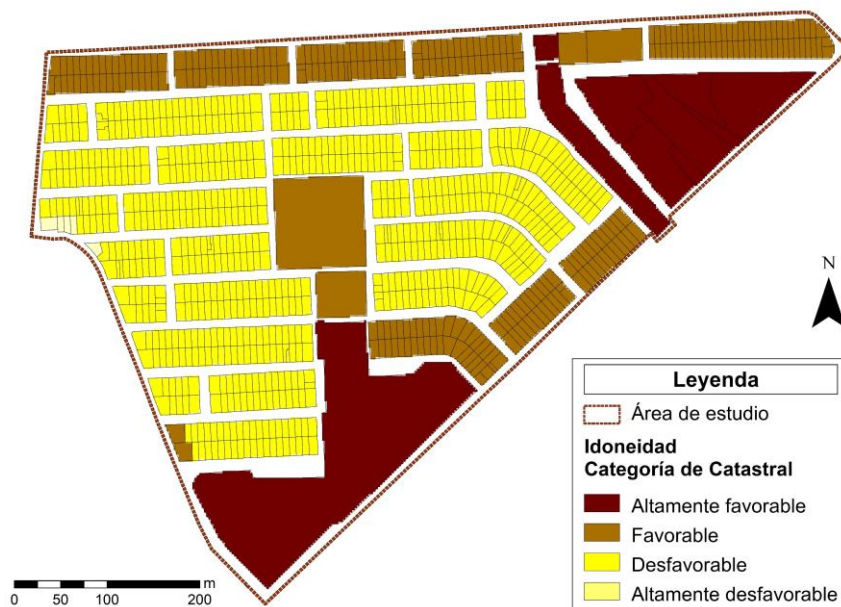 N
Leyenda
Área de estudio
Idoneidad
Categoría de Catastral
Altamente favorable
Favorable
Desfavorable
Altamente desfavorable
m
0 50 100 200